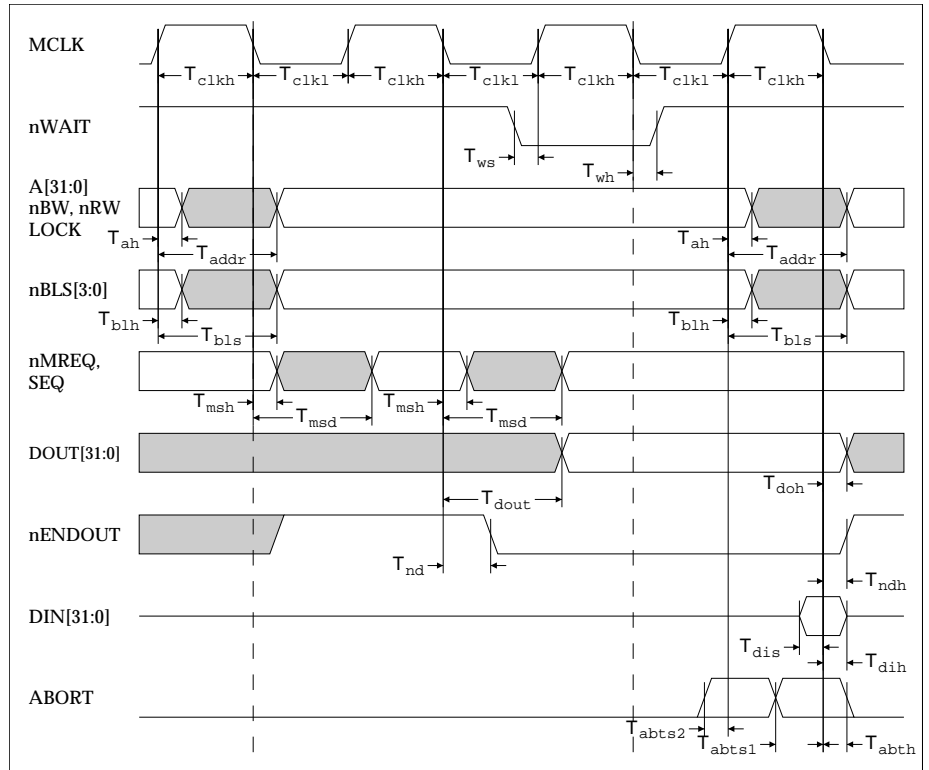 MCLK
Tclkh Tclkl Tclkh Tclkl Tclkh Tclkl Tclkh
nWAIT
Tws
Twh
A[31:0]
nBW, nRW
LOCK
Tah Tah
Taddr Taddr
nBLS[3:0]
Tblh Tblh
Tbls Tbls
nMREQ,
SEQ
Tmsh Tmsh
Tmsd Tmsd
DOUT[31:0]
Tdoh
Tdout
nENDOUT
Tnd
Tndh
DIN[31:0]
Tdis
Tdih
ABORT
Tabts2 Tabts1 Tabth